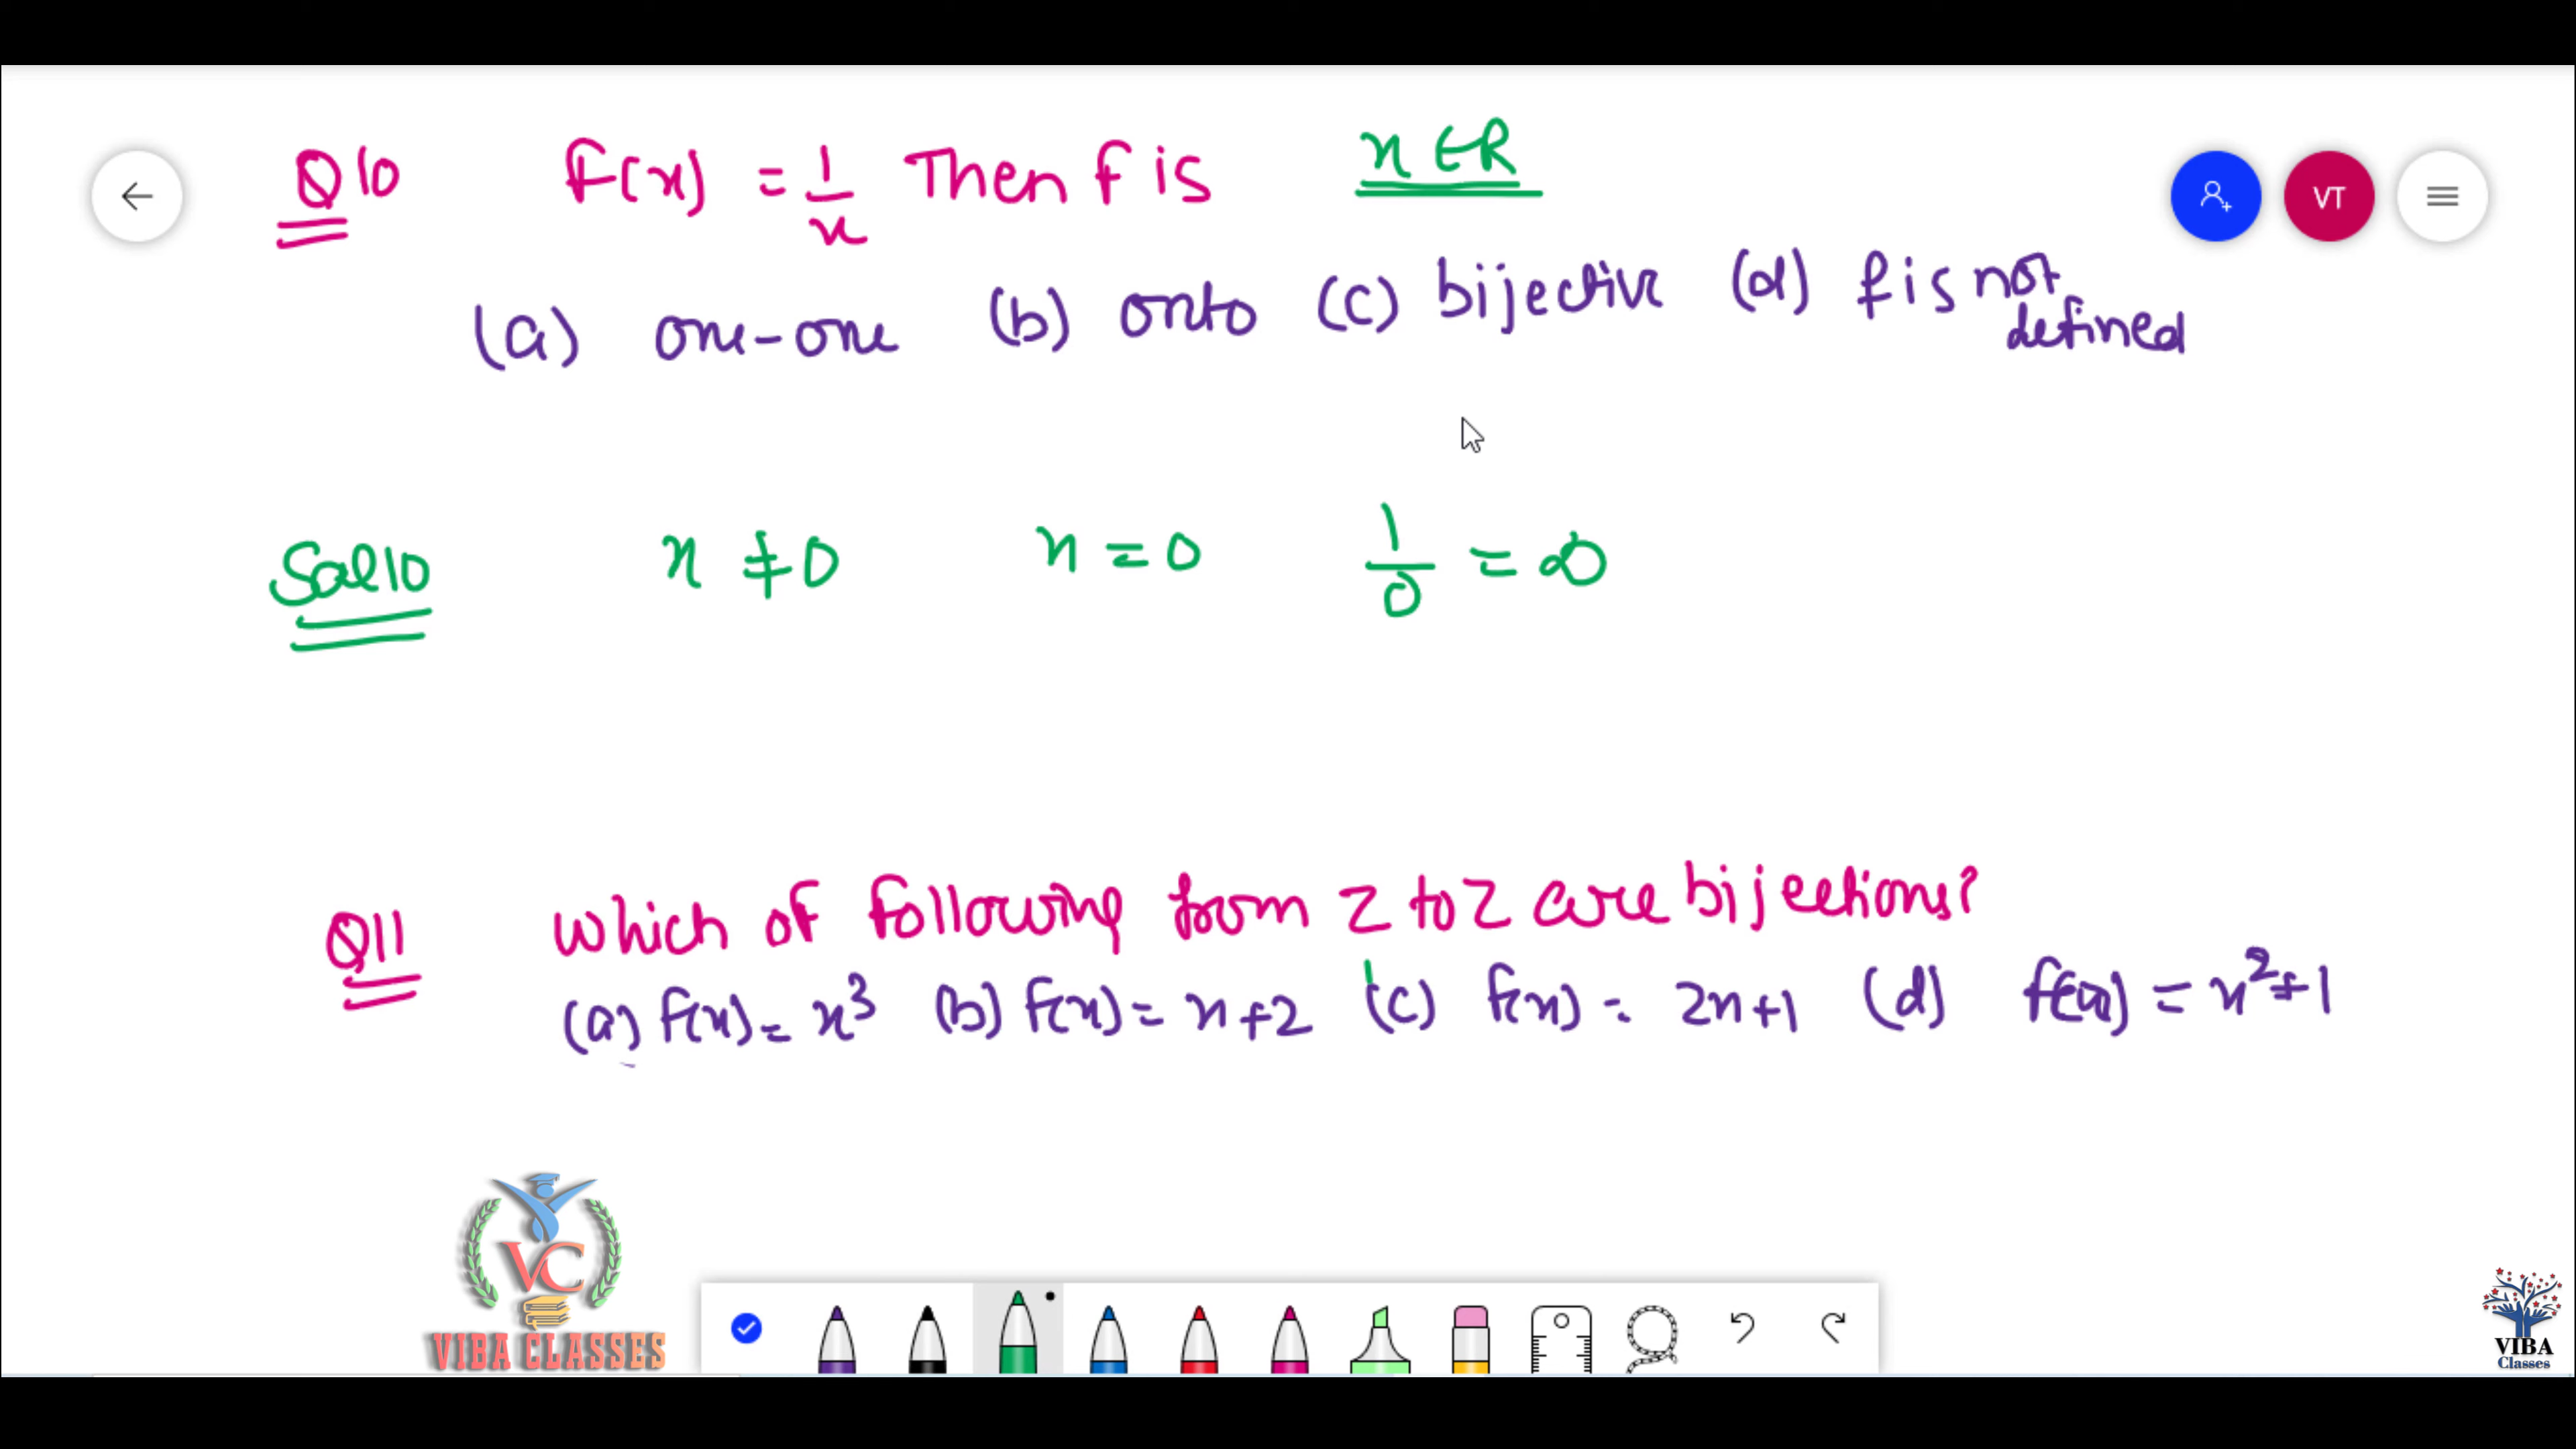 Q10 f(x) = 1/x Then f is x ∈ R
(a) one-one (b) onto (c) bijective (d) f is not defined
VT
Sol10 x ≠ 0 x = 0 1/0 = ∞
Q11 Which of following from Z to Z are bijections?
(a) f(x) = x³ (b) f(x) = x+2 (c) f(x) = 2x+1 (d) f(x) = x²+1
VC
VIBA CLASSES
VIBA
Classes